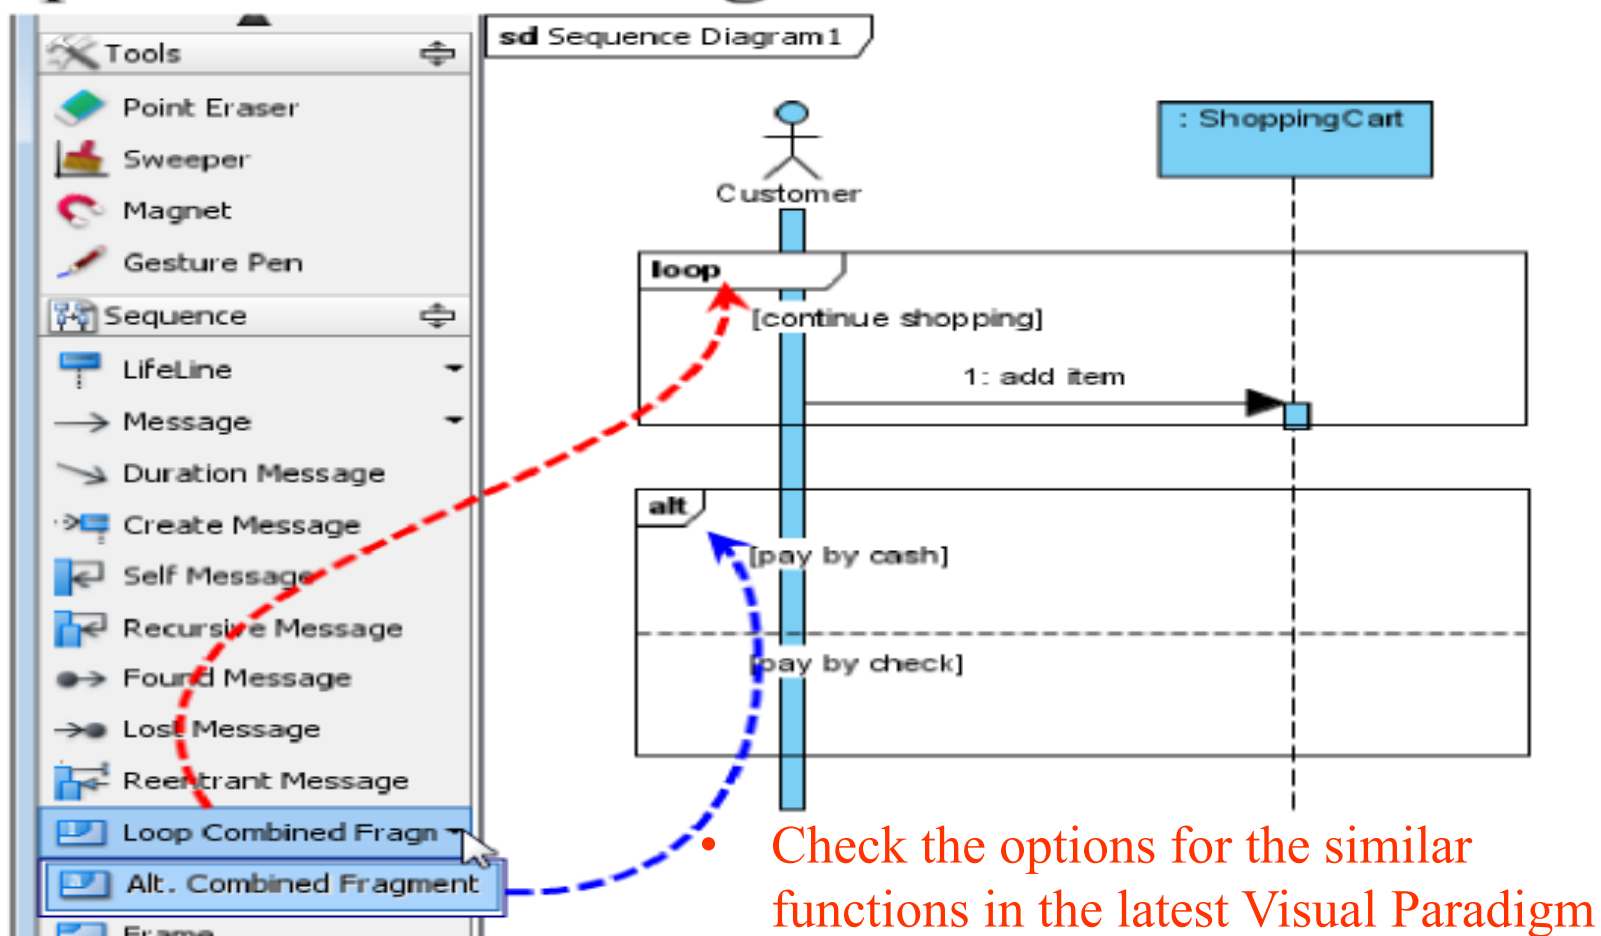 Tools
Point Eraser
Sweeper
Magnet
Gesture Pen
Sequence
LifeLine
Message
Duration Message
Create Message
Self Message
Recursive Message
Found Message
Lost Message
Reentrant Message
Loop Combined Fragn
Alt. Combined Fragment
Frame
sd Sequence Diagram1
Customer
: ShoppingCart
loop
[continue shopping]
1: add item
alt
[pay by cash]
[pay by check]
• Check the options for the similar
functions in the latest Visual Paradigm